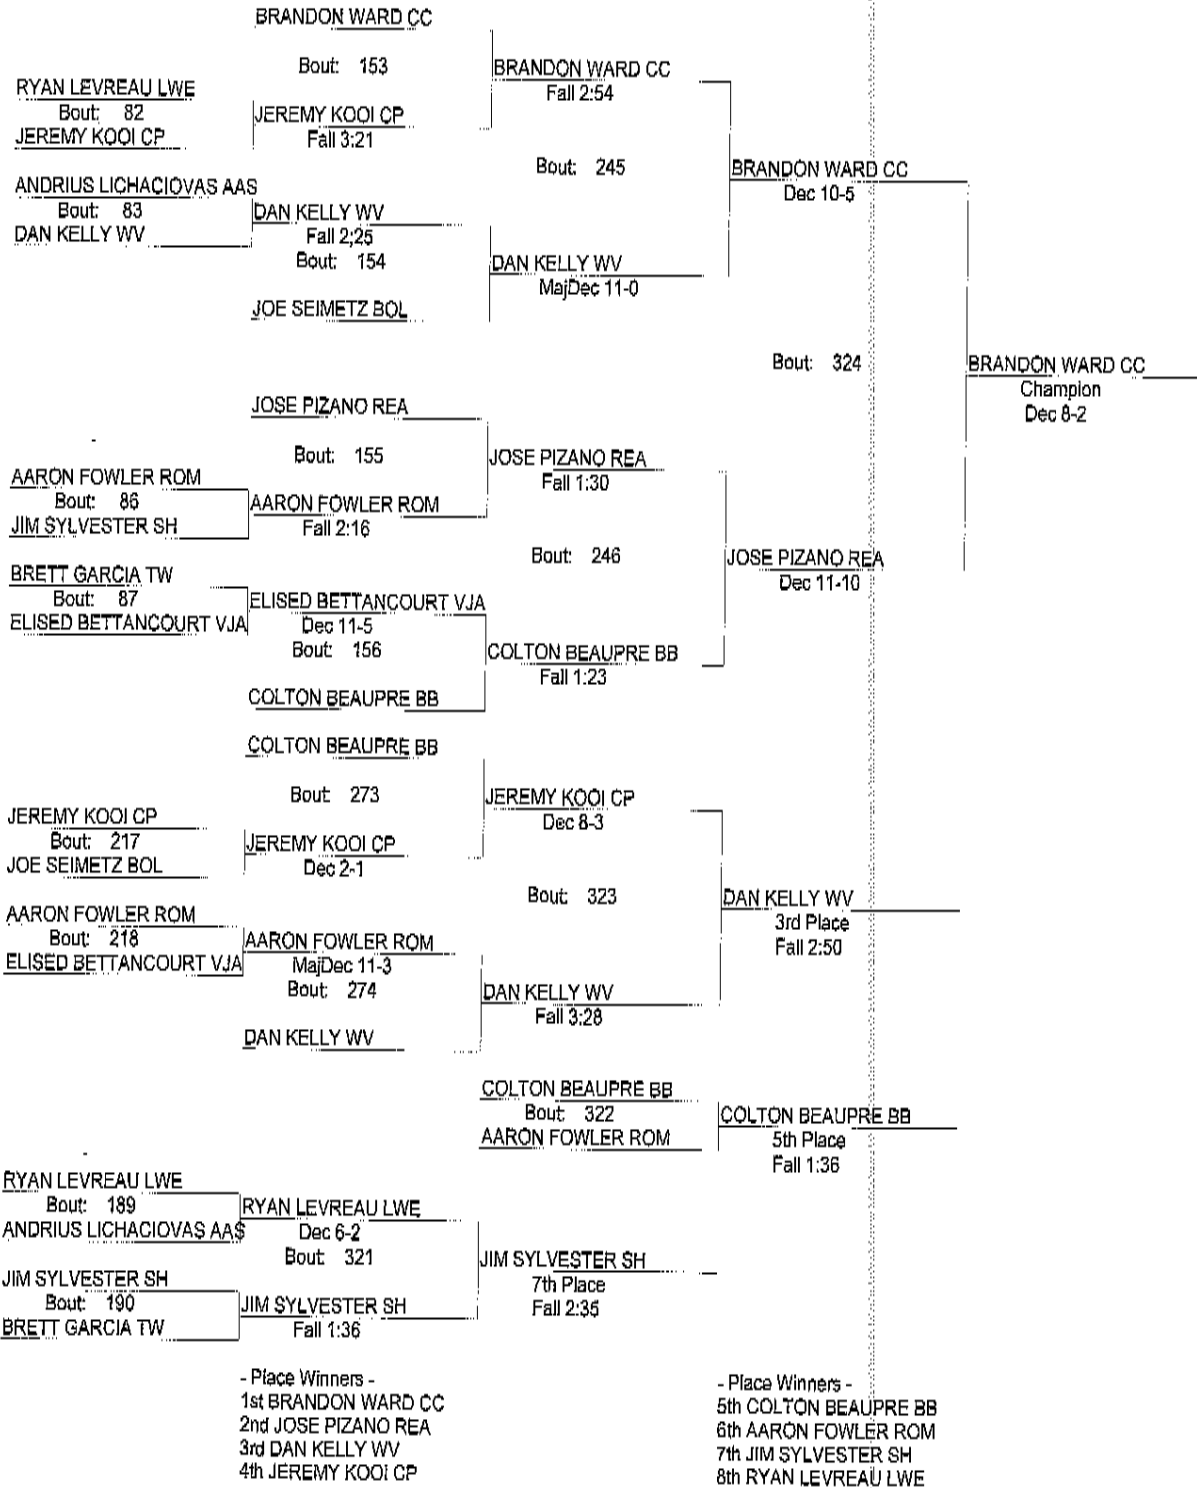 BRANDON WARD CC
Bout: 153
BRANDON WARD CC
Fall 2:54
RYAN LEVREAU LWE
Bout: 82
JEREMY KOOI CP
JEREMY KOOI CP
Fall 3:21
Bout: 245
BRANDON WARD CC
Dec 10-5
ANDRIUS LICHACIOVAS AAS
Bout: 83
DAN KELLY WV
DAN KELLY WV
Fall 2;25
Bout: 154
DAN KELLY WV
MajDec 11-0
JOE SEIMETZ BOL
Bout: 324
BRANDON WARD CC
Champion
Dec 8-2
JOSE PIZANO REA
Bout: 155
JOSE PIZANO REA
Fall 1:30
AARON FOWLER ROM
Bout: 86
JIM SYLVESTER SH
AARON FOWLER ROM
Fall 2:16
Bout: 246
JOSE PIZANO REA
Dec 11-10
BRETT GARCIA TW
Bout: 87
ELISED BETTANCOURT VJA
ELISED BETTANCOURT VJA
Dec 11-5
Bout: 156
COLTON BEAUPRE BB
Fall 1:23
COLTON BEAUPRE BB
COLTON BEAUPRE BB
Bout: 273
JEREMY KOOI CP
Dec 8-3
JEREMY KOOI CP
Bout: 217
JOE SEIMETZ BOL
JEREMY KOOI CP
Dec 2-1
Bout: 323
DAN KELLY WV
3rd Place
Fall 2:50
AARON FOWLER ROM
Bout: 218
ELISED BETTANCOURT VJA
AARON FOWLER ROM
MajDec 11-3
Bout: 274
DAN KELLY WV
Fall 3:28
DAN KELLY WV
COLTON BEAUPRE BB
Bout: 322
AARON FOWLER ROM
COLTON BEAUPRE BB
5th Place
Fall 1:36
RYAN LEVREAU LWE
Bout: 189
ANDRIUS LICHACIOVAS AAS
RYAN LEVREAU LWE
Dec 6-2
Bout: 321
JIM SYLVESTER SH
7th Place
Fall 2:35
JIM SYLVESTER SH
Bout: 190
BRETT GARCIA TW
JIM SYLVESTER SH
Fall 1:36
- Place Winners -
1st BRANDON WARD CC
2nd JOSE PIZANO REA
3rd DAN KELLY WV
4th JEREMY KOOI CP
- Place Winners -
5th COLTON BEAUPRE BB
6th AARON FOWLER ROM
7th JIM SYLVESTER SH
8th RYAN LEVREAU LWE